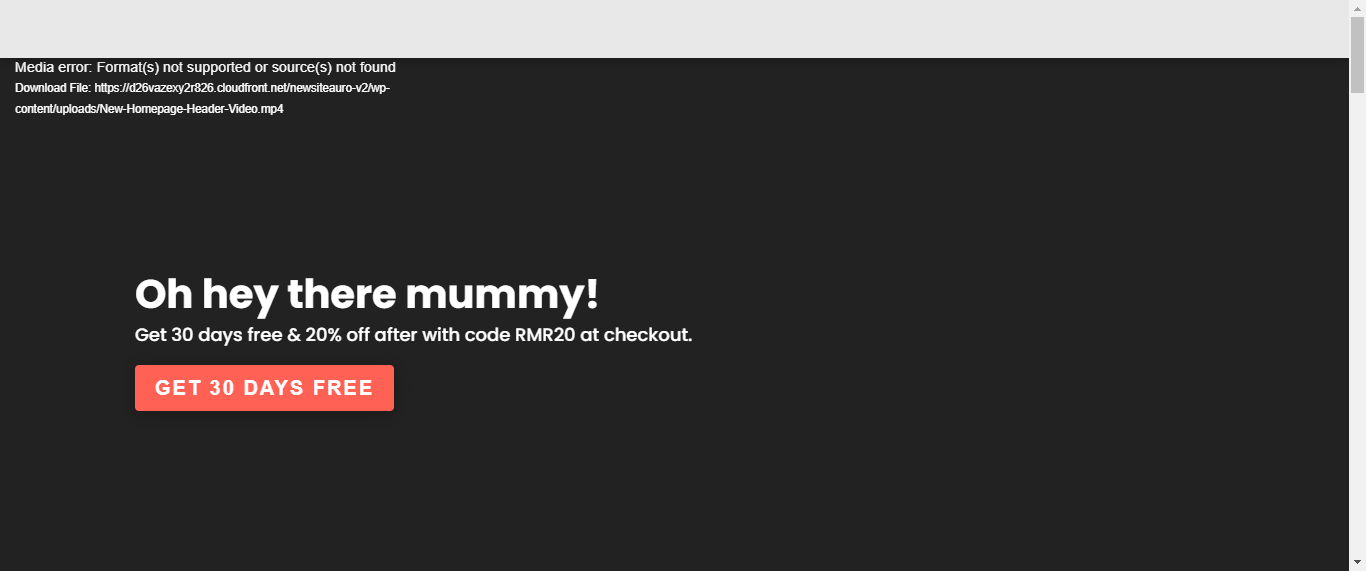 Media error: Format(s) not supported or source(s) not found
Download File: https://d26vazexy2r826.cloudfront.net/newsiteauro-v2/wp-
content/uploads/New-Homepage-Header-Video.mp4
Oh hey there mummy!
Get 30 days free & 20% off after with code RMR20 at checkout.
GET 30 DAYS FREE